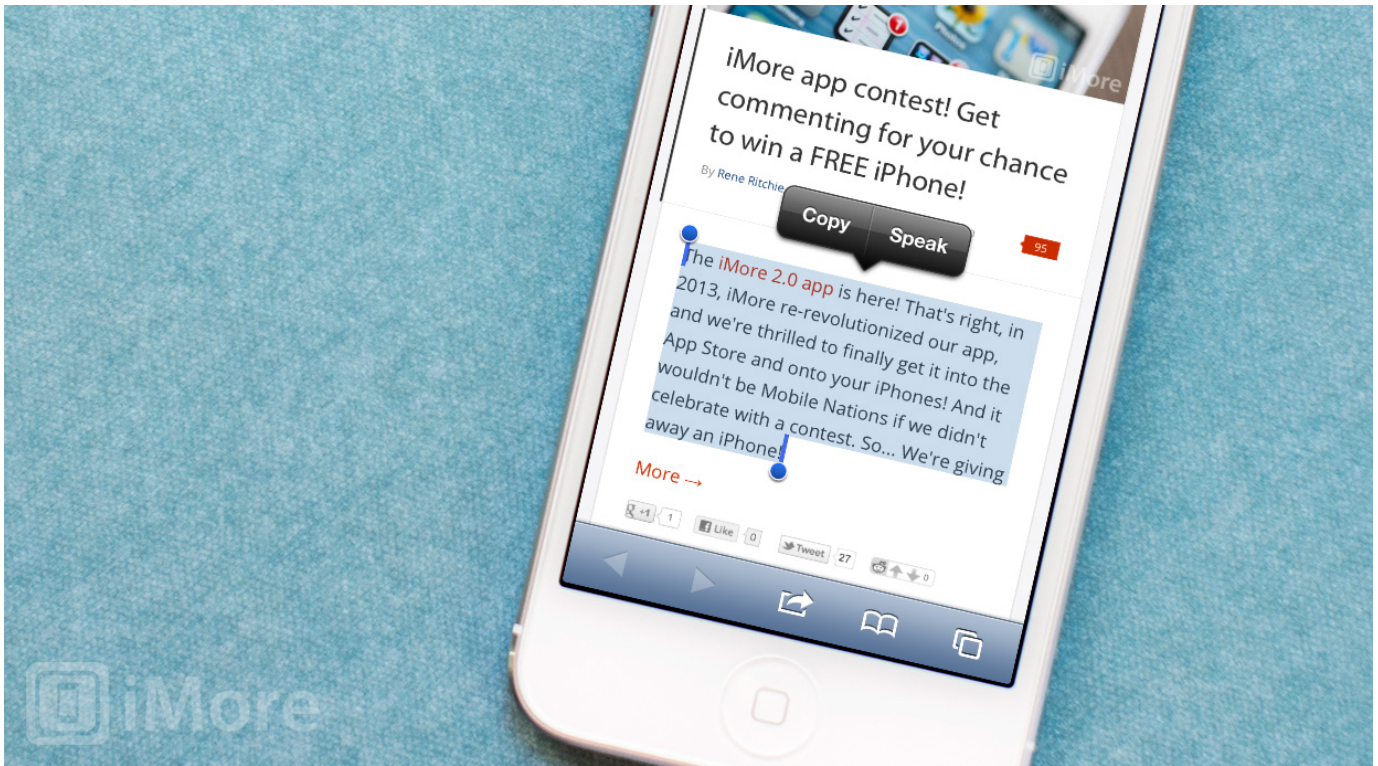 iMore
iMore app contest! Get
commenting for your chance
to win a FREE iPhone!
By Rene Ritchie
Copy Speak
95
The iMore 2.0 app is here! That's right, in
2013, iMore re-revolutionized our app,
and we're thrilled to finally get it into the
App Store and onto your iPhones! And it
wouldn't be Mobile Nations if we didn't
celebrate with a contest. So... We're giving
away an iPhone!
More →
g +1 1 Like 0 Tweet 27 0
iMore